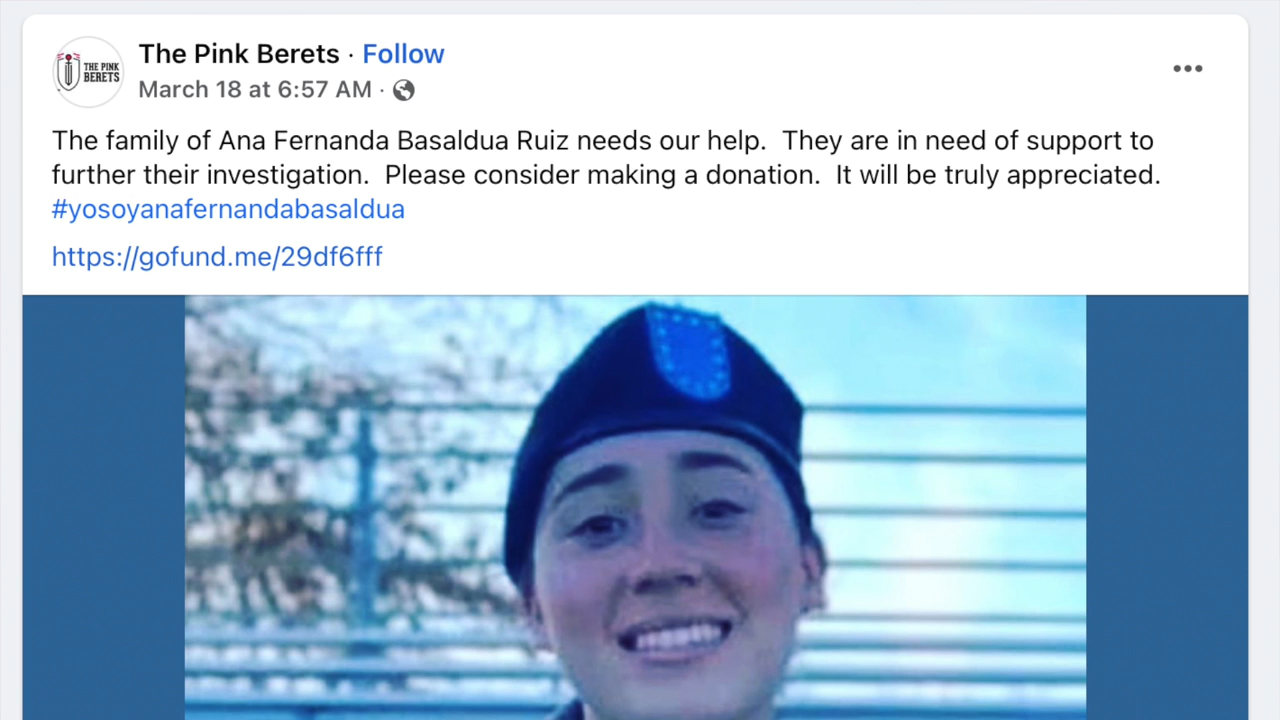 THE PINK
BERETS
The Pink Berets · Follow
March 18 at 6:57 AM ·
The family of Ana Fernanda Basaldua Ruiz needs our help.  They are in need of support to
further their investigation.  Please consider making a donation.  It will be truly appreciated.
#yosoyanafernandabasaldua
https://gofund.me/29df6fff